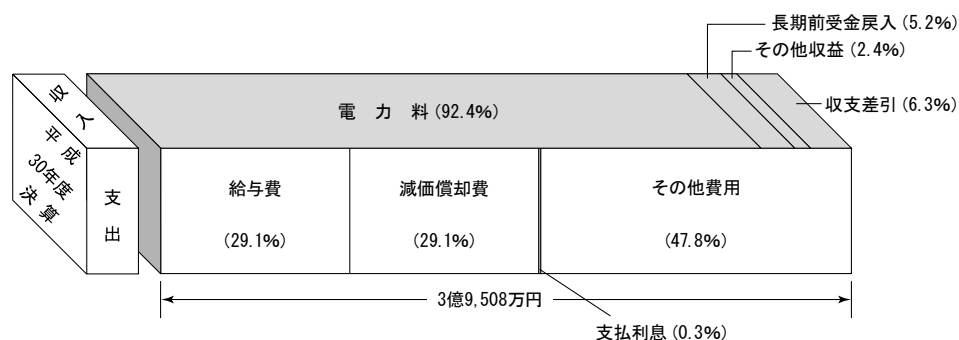 長期前受金戻入(5.2%)
その他収益(2.4%)
収支差引(6.3%)
電力料(92.4%)
収入
平成
30年度
決算
支出
給与費
(29.1%)
減価償却費
(29.1%)
その他費用
(47.8%)
3億9,508万円
支払利息(0.3%)